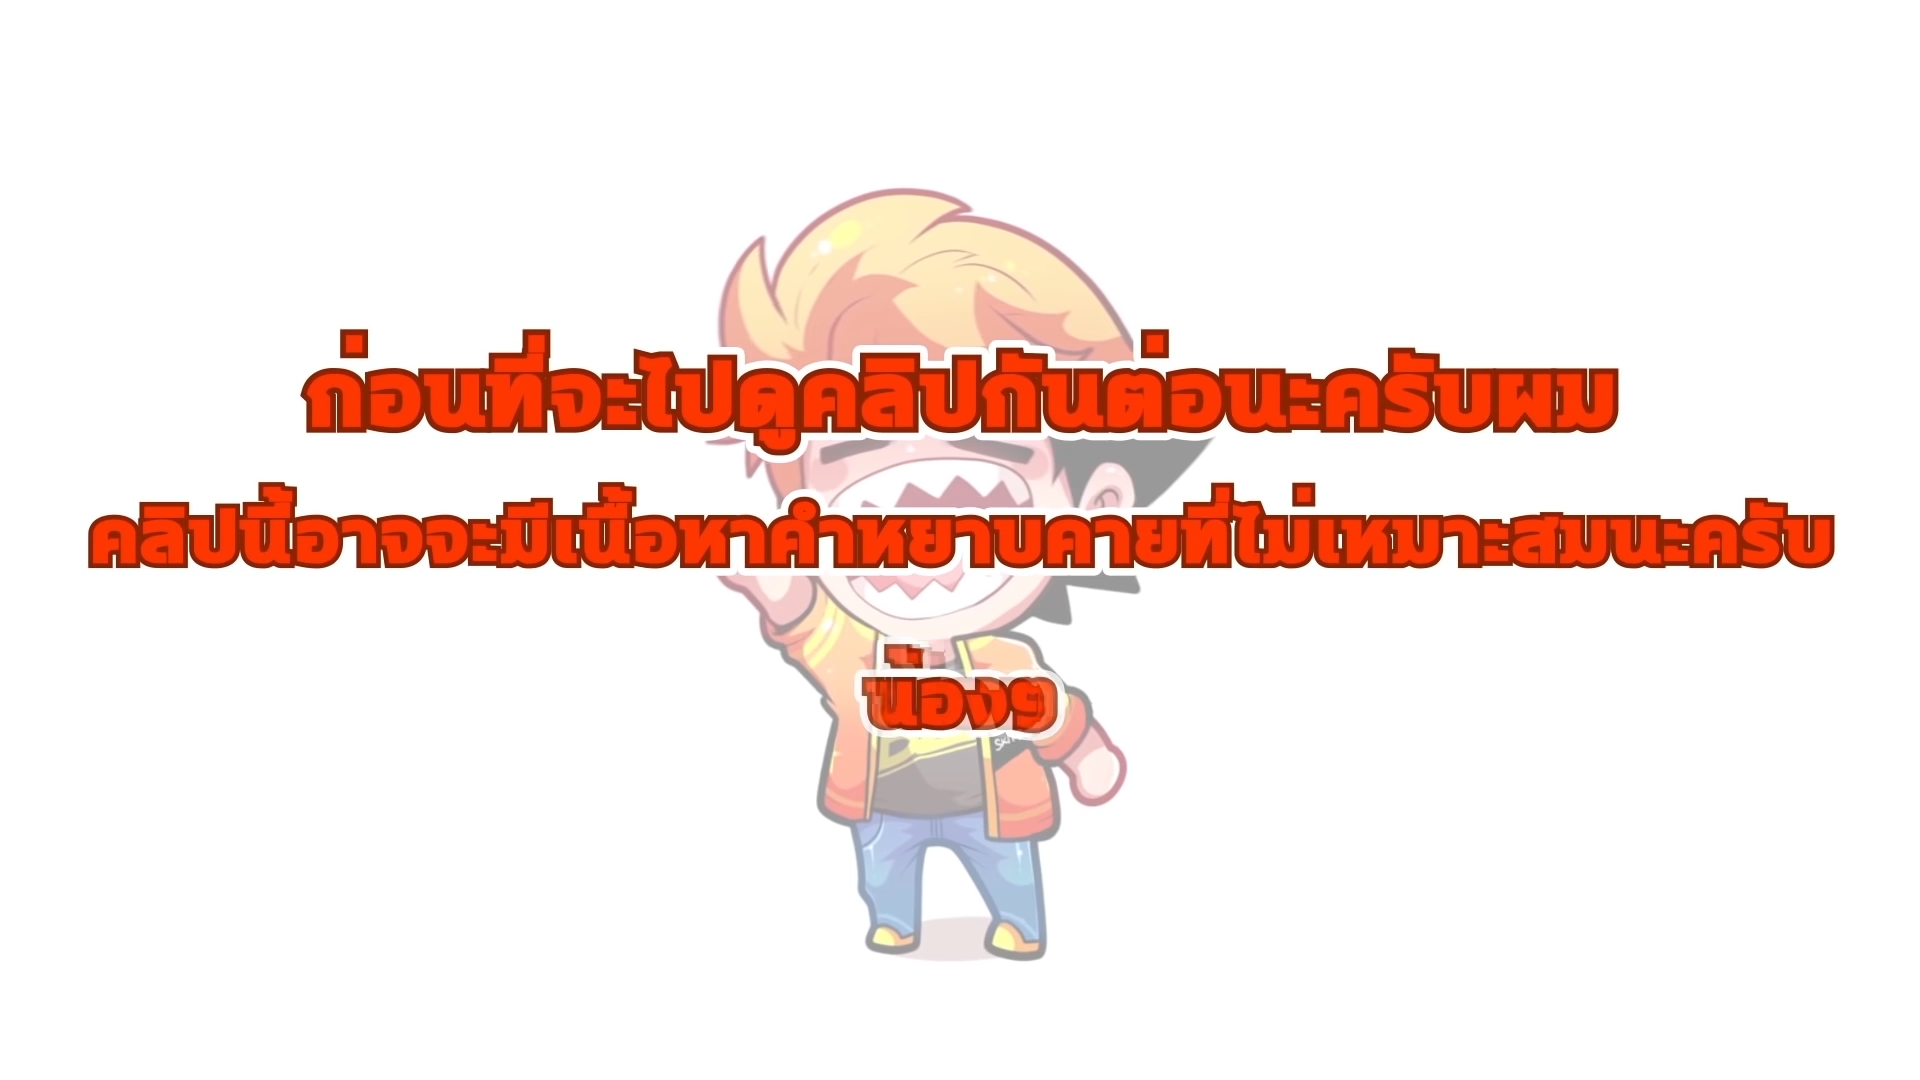 ก่อนที่จะไปดูคลิปกันต่อนะครับผม
คลิปนี้อาจจะมีเนื้อหาคำหยาบคายที่ไม่เหมาะสมนะครับ
น้องๆ